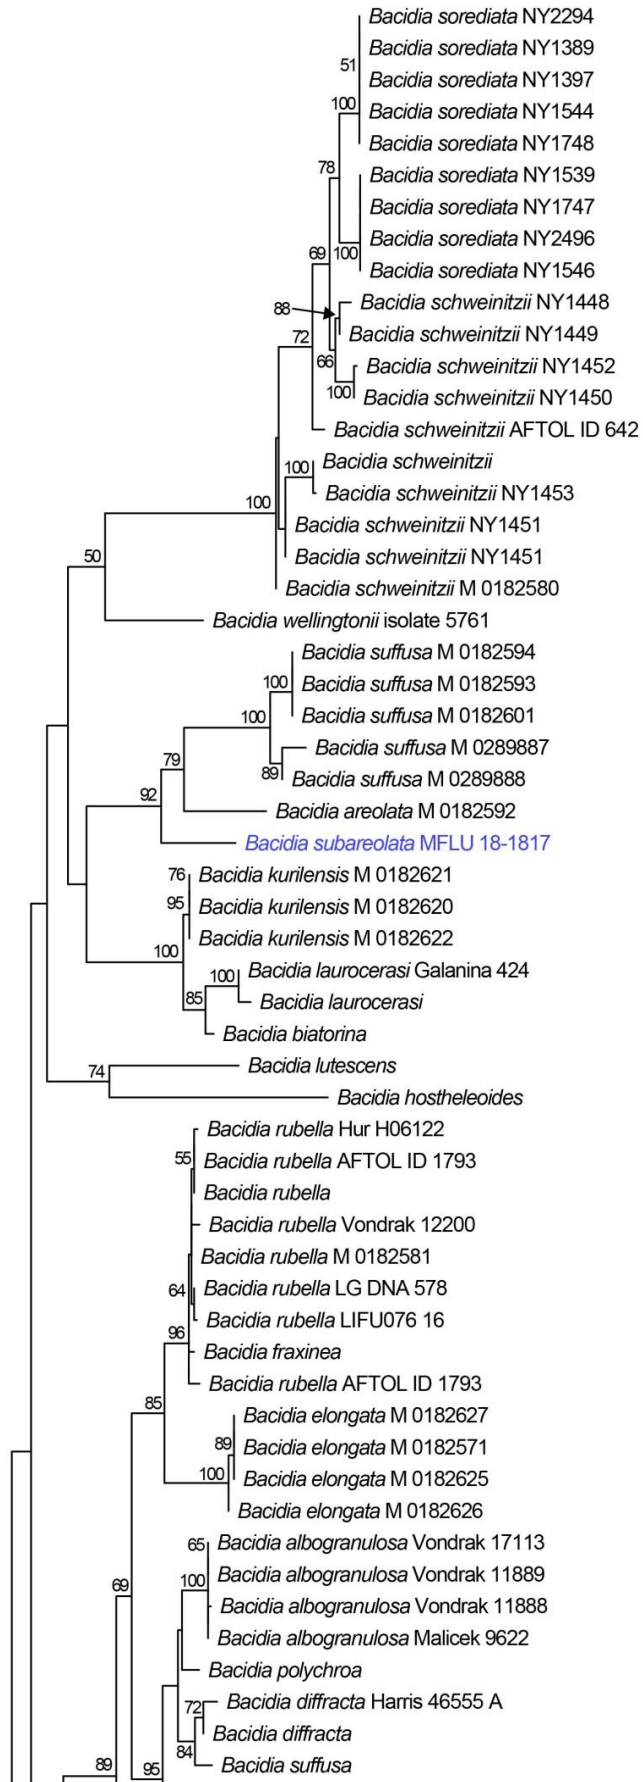 Bacidia sorediata NY2294
Bacidia sorediata NY1389
51
Bacidia sorediata NY1397
100
Bacidia sorediata NY1544
Bacidia sorediata NY1748
78
Bacidia sorediata NY1539
Bacidia sorediata NY1747
Bacidia sorediata NY2496
69
100
Bacidia sorediata NY1546
88
Bacidia schweinitzii NY1448
72
Bacidia schweinitzii NY1449
66
Bacidia schweinitzii NY1452
100
Bacidia schweinitzii NY1450
Bacidia schweinitzii AFTOL ID 642
100
Bacidia schweinitzii
Bacidia schweinitzii NY1453
100
Bacidia schweinitzii NY1451
50
Bacidia schweinitzii NY1451
Bacidia schweinitzii M 0182580
Bacidia wellingtonii isolate 5761
Bacidia suffusa M 0182594
100
Bacidia suffusa M 0182593
100
Bacidia suffusa M 0182601
79
Bacidia suffusa M 0289887
89
Bacidia suffusa M 0289888
92
Bacidia areolata M 0182592
Bacidia subareolata MFLU 18-1817
76
Bacidia kurilensis M 0182621
95
Bacidia kurilensis M 0182620
100
Bacidia kurilensis M 0182622
100
Bacidia laurocerasi Galanina 424
85
Bacidia laurocerasi
Bacidia biatorina
74
Bacidia lutescens
Bacidia hostheleoides
Bacidia rubella Hur H06122
55
Bacidia rubella AFTOL ID 1793
Bacidia rubella
Bacidia rubella Vondrak 12200
Bacidia rubella M 0182581
64
Bacidia rubella LG DNA 578
Bacidia rubella LIFU076 16
96
Bacidia fraxinea
Bacidia rubella AFTOL ID 1793
85
Bacidia elongata M 0182627
89
Bacidia elongata M 0182571
100
Bacidia elongata M 0182625
Bacidia elongata M 0182626
65
Bacidia albogranulosa Vondrak 17113
69
100
Bacidia albogranulosa Vondrak 11889
Bacidia albogranulosa Vondrak 11888
Bacidia albogranulosa Malicek 9622
Bacidia polychroa
72
Bacidia diffracta Harris 46555 A
Bacidia diffracta
84
Bacidia suffusa
89
95